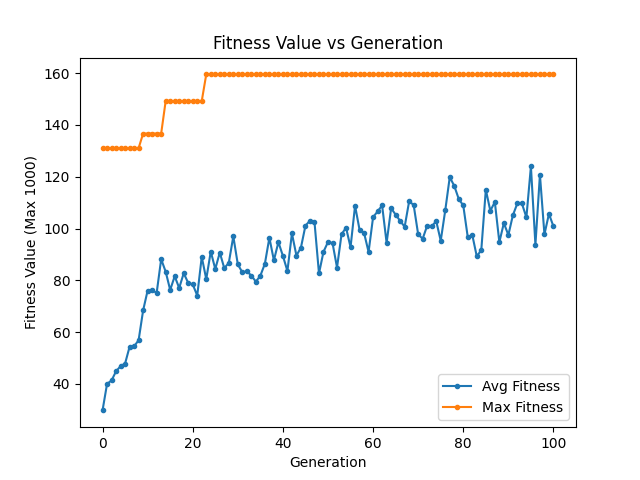 Fitness Value vs Generation
Fitness Value (Max 1000)
160
140
120
100
80
60
40
0
20
40
60
80
100
Generation
Avg Fitness
Max Fitness